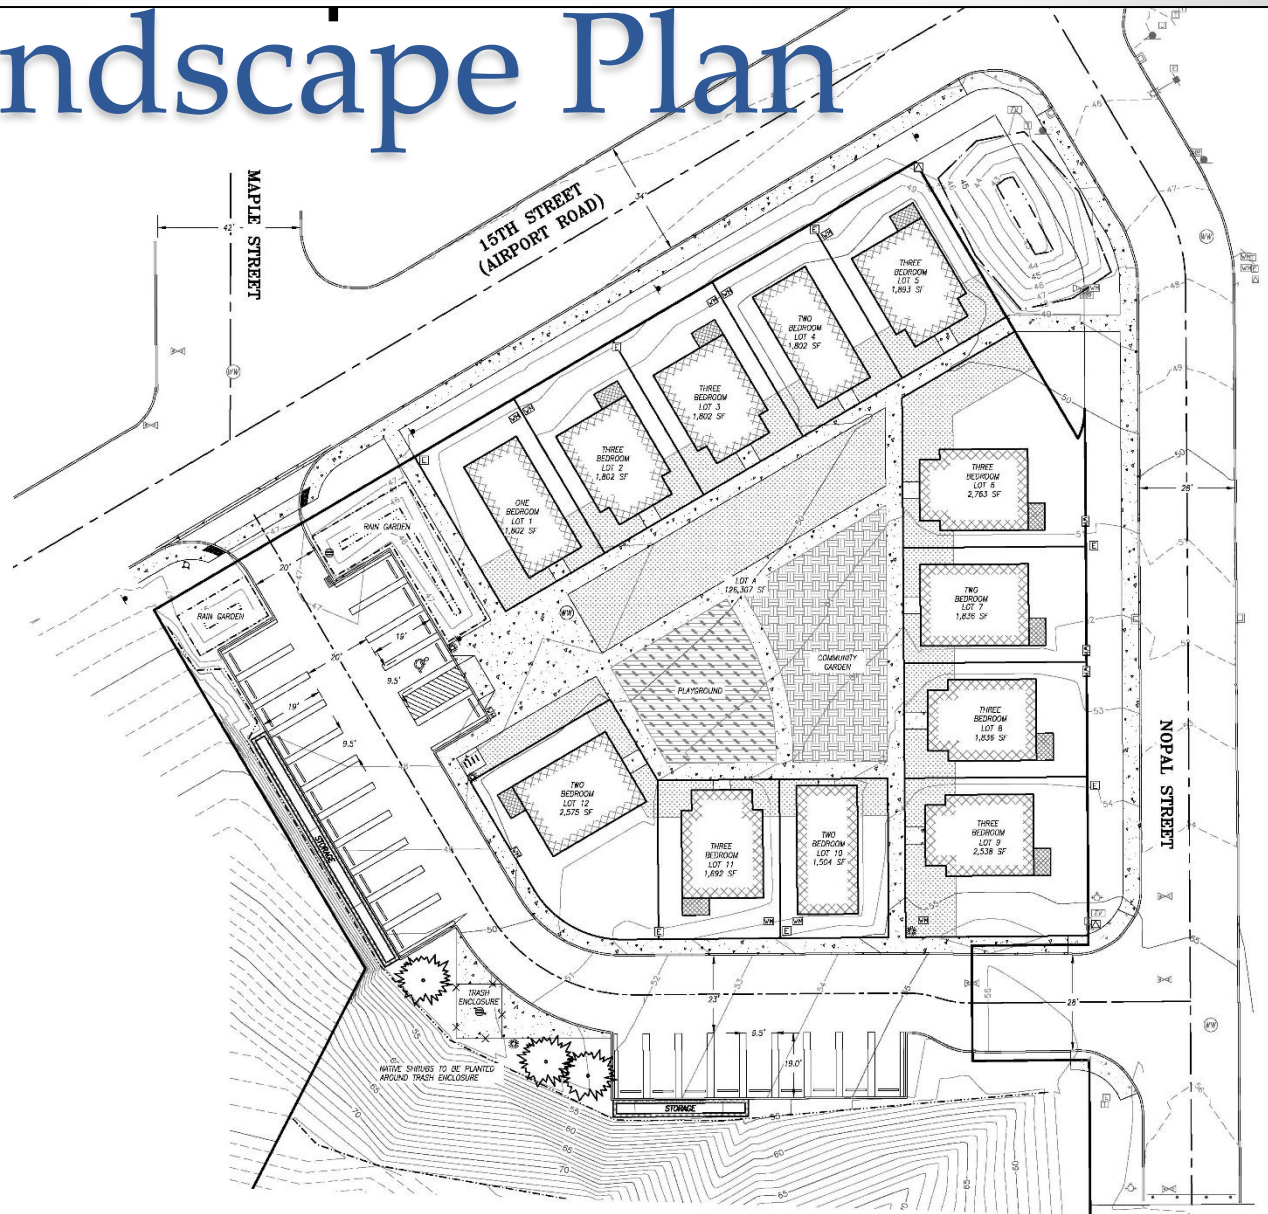 ndscape Plan
MAPLE STREET
42'
15TH STREET
(AIRPORT ROAD)
34'
THREE
BEDROOM
LOT 5
1,893 SF
TWO
BEDROOM
LOT 4
1,802 SF
THREE
BEDROOM
LOT 3
1,802 SF
THREE
BEDROOM
LOT 2
1,802 SF
ONE
BEDROOM
LOT 1
1,802 SF
THREE
BEDROOM
LOT 6
2,763 SF
TWO
BEDROOM
LOT 7
1,836 SF
THREE
BEDROOM
LOT 8
1,836 SF
THREE
BEDROOM
LOT 9
2,538 SF
TWO
BEDROOM
LOT 10
1,504 SF
THREE
BEDROOM
LOT 11
1,692 SF
TWO
BEDROOM
LOT 12
2,575 SF
LOT A
126,307 SF
COMMUNITY
GARDEN
PLAYGROUND
RAIN GARDEN
RAIN GARDEN
20'
20'
19'
9.5'
19'
9.5'
STORAGE
NOPAL STREET
28'
TRASH
ENCLOSURE
NATIVE SHRUBS TO BE PLANTED
AROUND TRASH ENCLOSURE
23'
28'
9.5'
19.0'
STORAGE